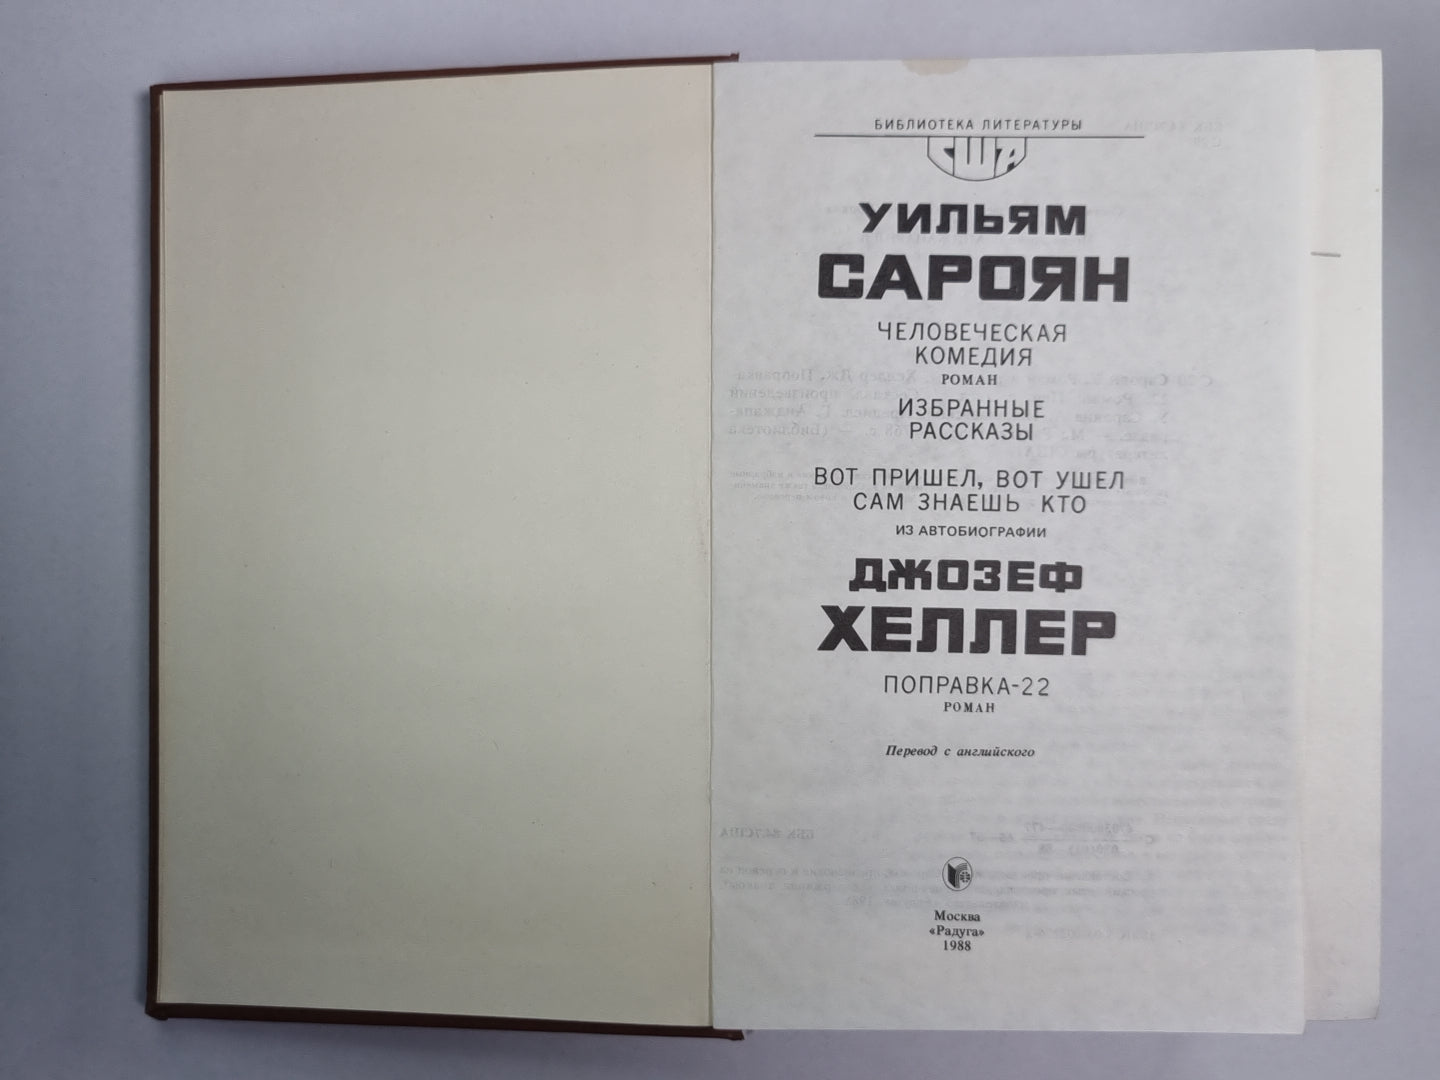 БИБЛИОТЕКА ЛИТЕРАТУРЫ
США
УИЛЬЯМ
САРОЯН
ЧЕЛОВЕЧЕСКАЯ
КОМЕДИЯ
РОМАН
ИЗБРАННЫЕ
РАССКАЗЫ
ВОТ ПРИШЕЛ, ВОТ УШЕЛ
САМ ЗНАЕШЬ КТО
ИЗ АВТОБИОГРАФИИ
ДЖОЗЕФ
ХЕЛЛЕР
ПОПРАВКА-22
РОМАН
Перевод с английского
Москва
«Радуга»
1988